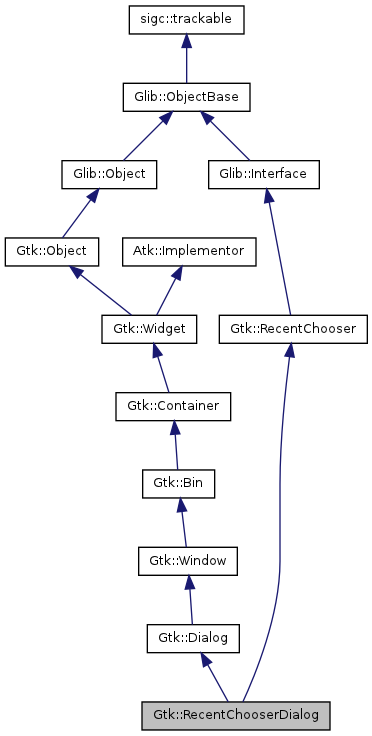 sigc::trackable
Glib::ObjectBase
Glib::Object
Glib::Interface
Gtk::Object
Atk::Implementor
Gtk::Widget
Gtk::RecentChooser
Gtk::Container
Gtk::Bin
Gtk::Window
Gtk::Dialog
Gtk::RecentChooserDialog